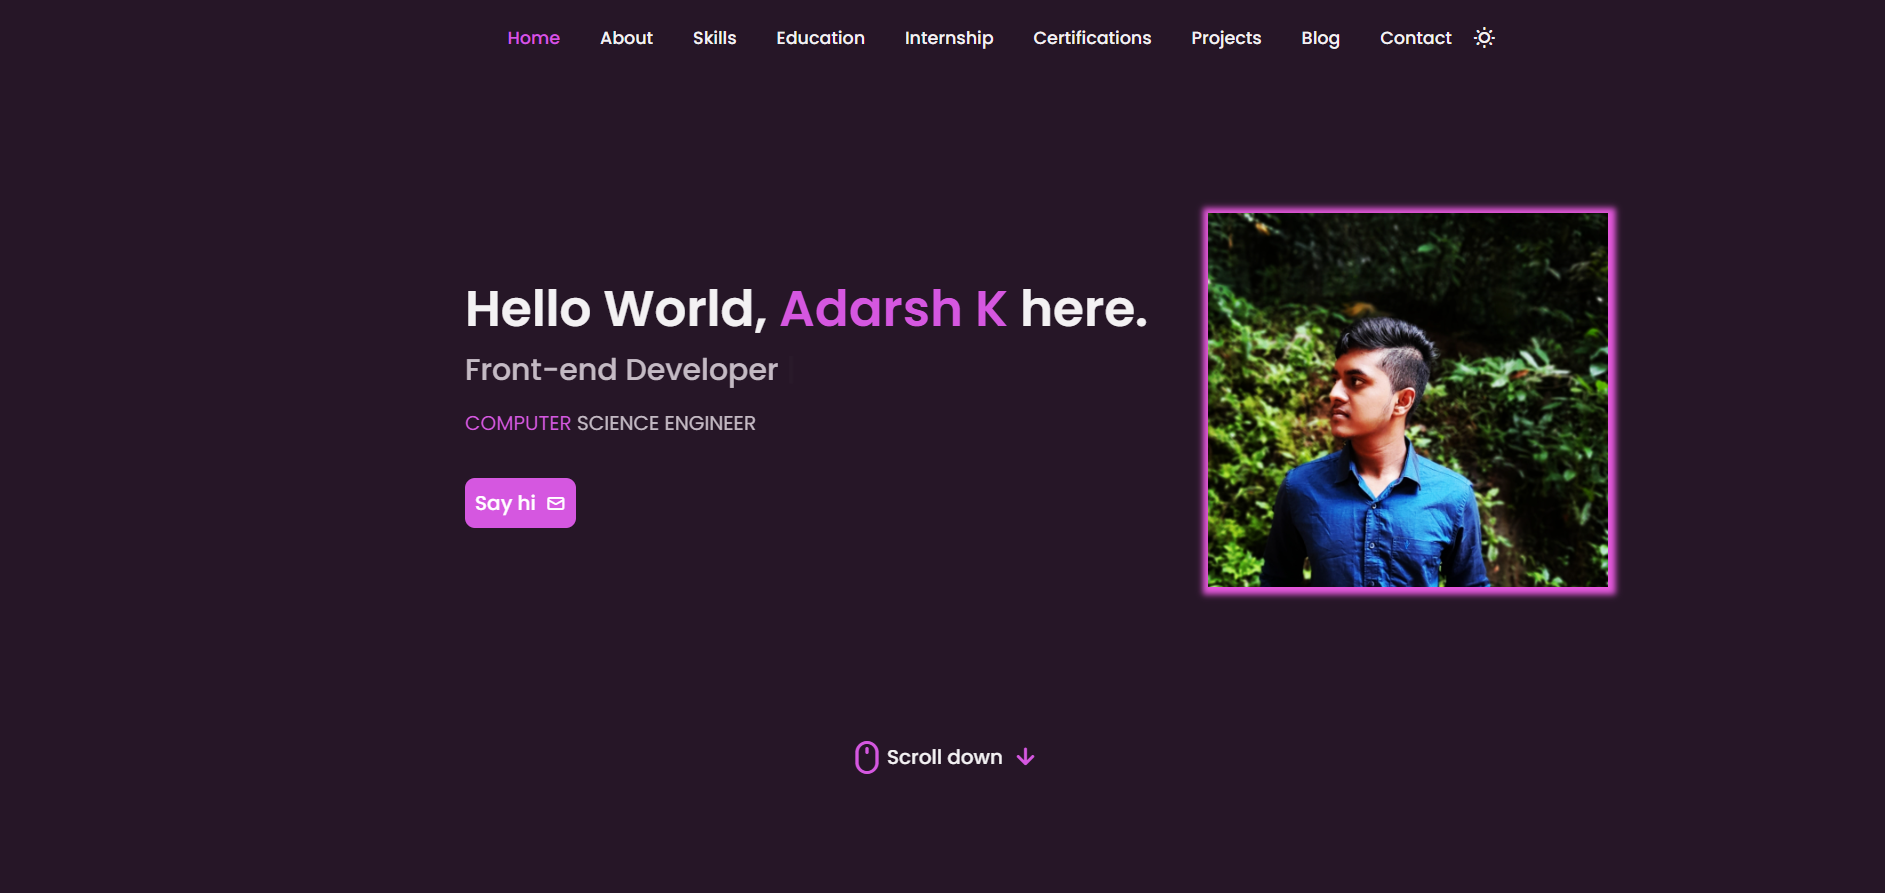 Home About Skills Education Internship Certifications Projects Blog Contact
Hello World, Adarsh K here.
Front-end Developer
COMPUTER SCIENCE ENGINEER
Say hi
Scroll down